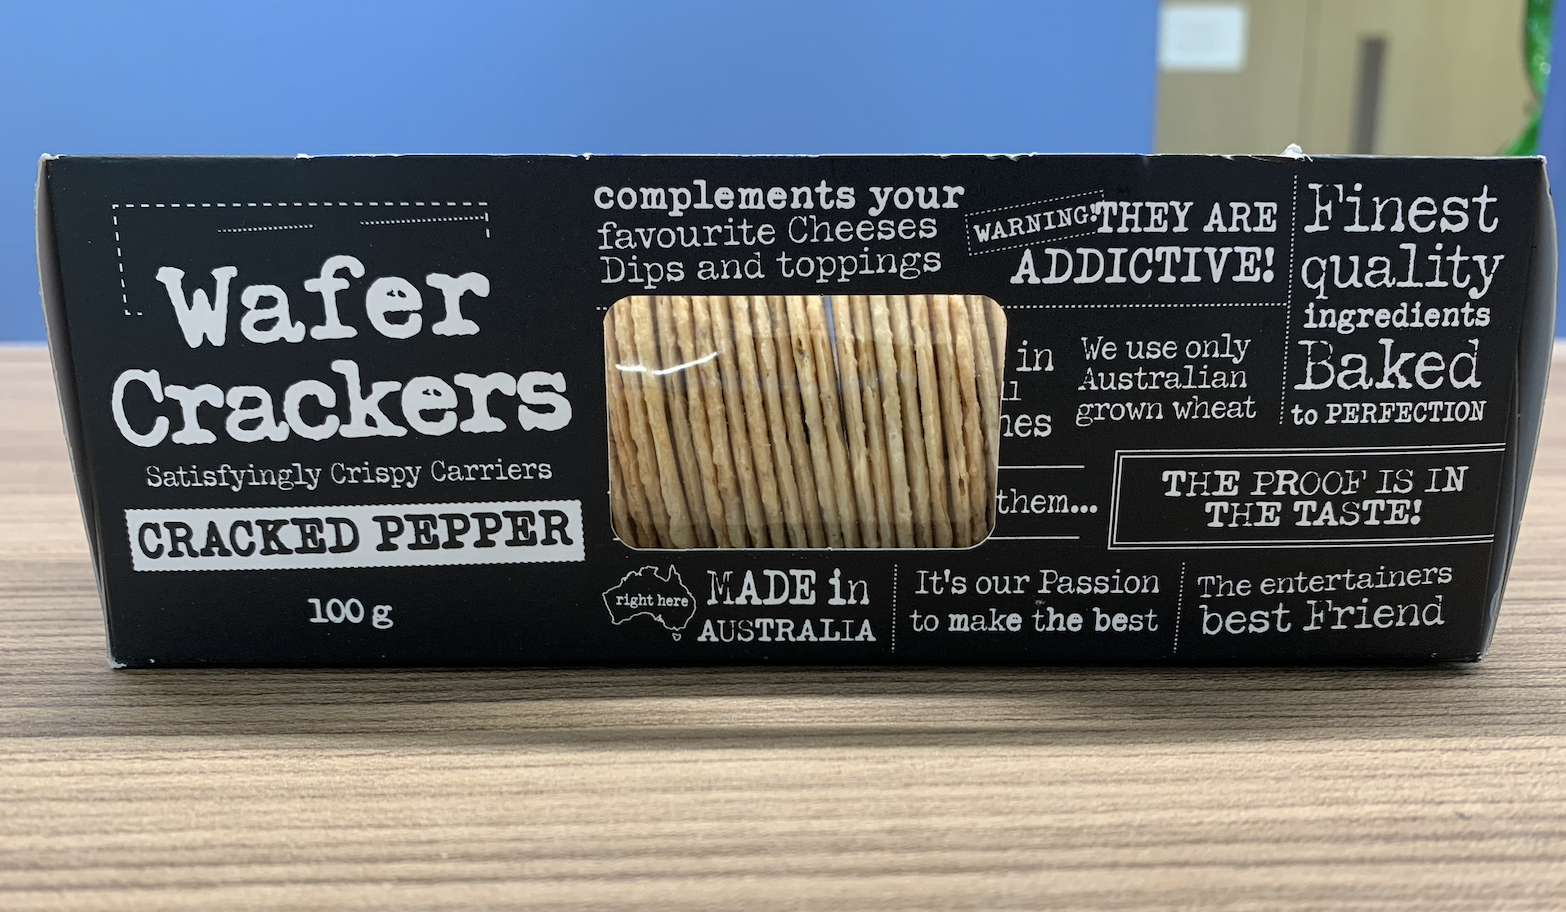 Wafer
Crackers
Satisfyingly Crispy Carriers
CRACKED PEPPER
100 g
complements your
favourite Cheeses
Dips and toppings
WARNING!
THEY ARE
ADDICTIVE!
Finest
quality
ingredients
Baked
to PERFECTION
in
We use only
Australian
grown wheat
them...
THE PROOF IS IN
THE TASTE!
right here
MADE in
AUSTRALIA
It's our Passion
to make the best
The entertainers
best Friend